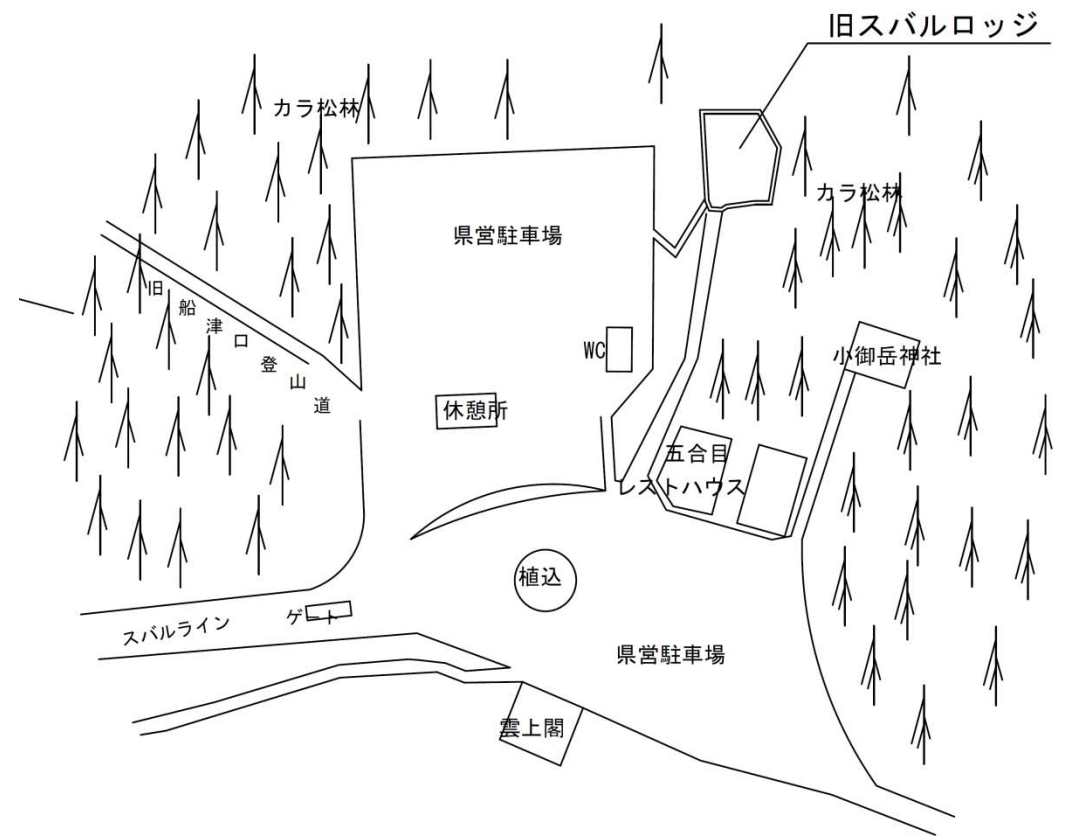 旧スバルロッジ
カラ松林
カラ松林
県営駐車場
旧船津口登山道
WC
小御岳神社
休憩所
五合目
レストハウス
植込
ゲート
スバルライン
県営駐車場
雲上閣